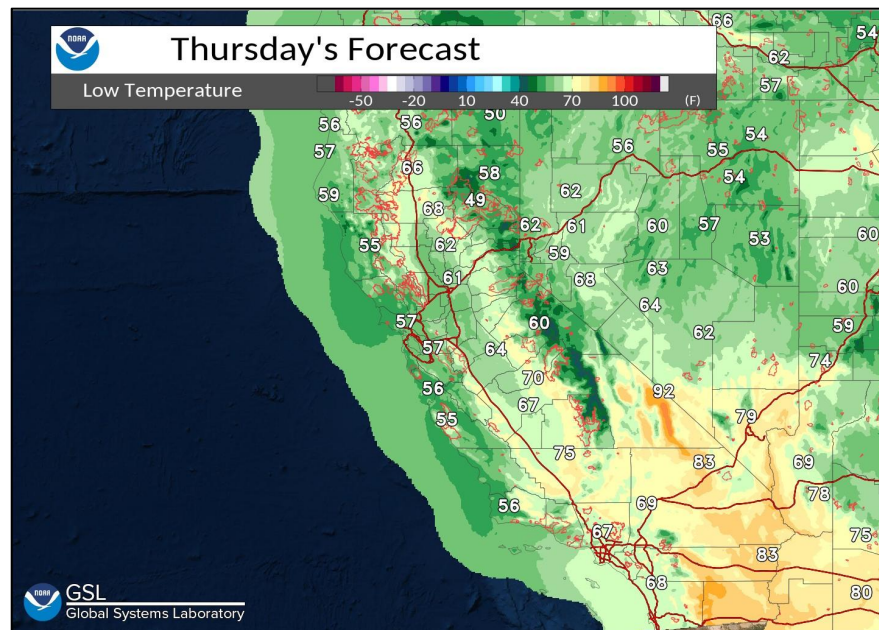 NOAA
Thursday's Forecast
Low Temperature
-50 -20 10 40 70 100 (F)
66
54
62
57
56 56 50
57
54
56 55
66 58 54
59 62
49
68
62 61 60 57
55 62 59 53 60
61 68 63
60
64
57 60 59
57 64 62
74
70
56 92
67
55 79
75 83 69
78
56 69
67 75
83
68 80
NOAA GSL
Global Systems Laboratory